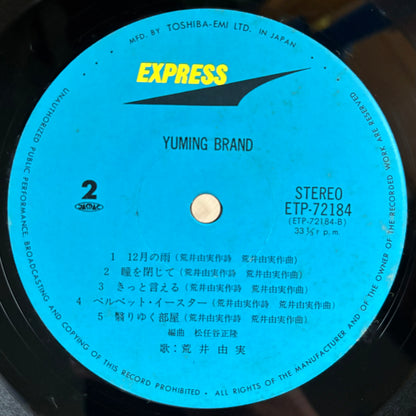 MFD. BY TOSHIBA-EMI LTD. IN JAPAN
EXPRESS
YUMING BRAND
2
STEREO
ETP-72184
(ETP-72184-B)
33 ⅓ r.p.m.
1 12月の雨 (荒井由実作詩 荒井由実作曲)
2 瞳を閉じて (荒井由実作詩 荒井由実作曲)
3 きっと言える (荒井由実作詩 荒井由実作曲)
4 ベルベット・イースター (荒井由実作詩 荒井由実作曲)
5 翳りゆく部屋 (荒井由実作詩 荒井由実作曲)
編曲 松任谷正隆
歌:荒井由実
UNAUTHORIZED PUBLIC PERFORMANCE, BROADCASTING AND COPYING OF THIS RECORD PROHIBITED • ALL RIGHTS OF THE MANUFACTURER AND OF THE OWNER OF THE RECORDED WORK ARE RESERVED